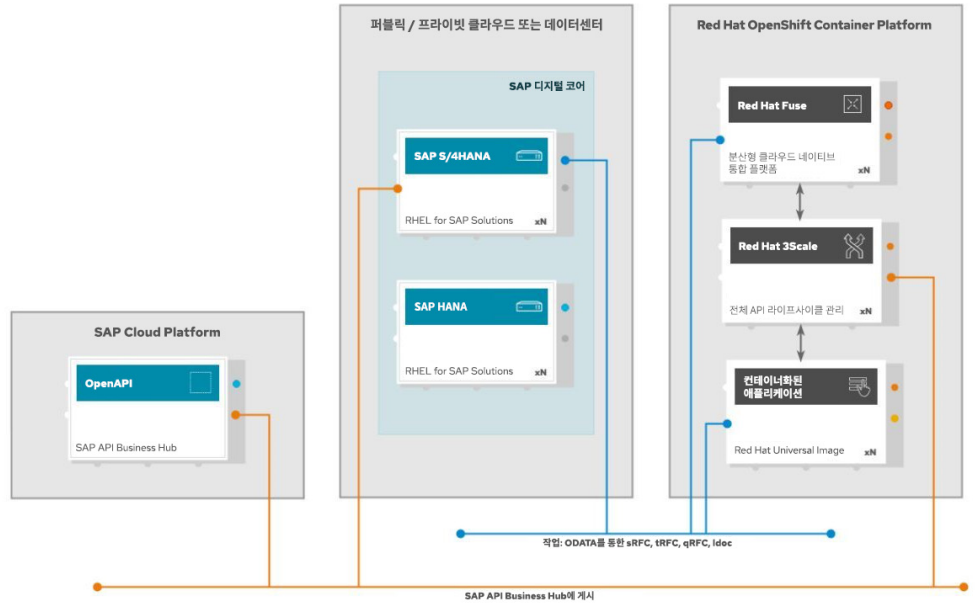 퍼블릭 / 프라이빗 클라우드 또는 데이터센터
SAP 디지털 코어
SAP S/4HANA
RHEL for SAP Solutions xN
SAP HANA
RHEL for SAP Solutions xN
Red Hat OpenShift Container Platform
Red Hat Fuse
분산형 클라우드 네이티브
통합 플랫폼 xN
Red Hat 3Scale
전체 API 라이프사이클 관리 xN
컨테이너화된
애플리케이션
Red Hat Universal Image xN
SAP Cloud Platform
OpenAPI
SAP API Business Hub
작업: ODATA를 통한 sRFC, tRFC, qRFC, Idoc
SAP API Business Hub에 게시